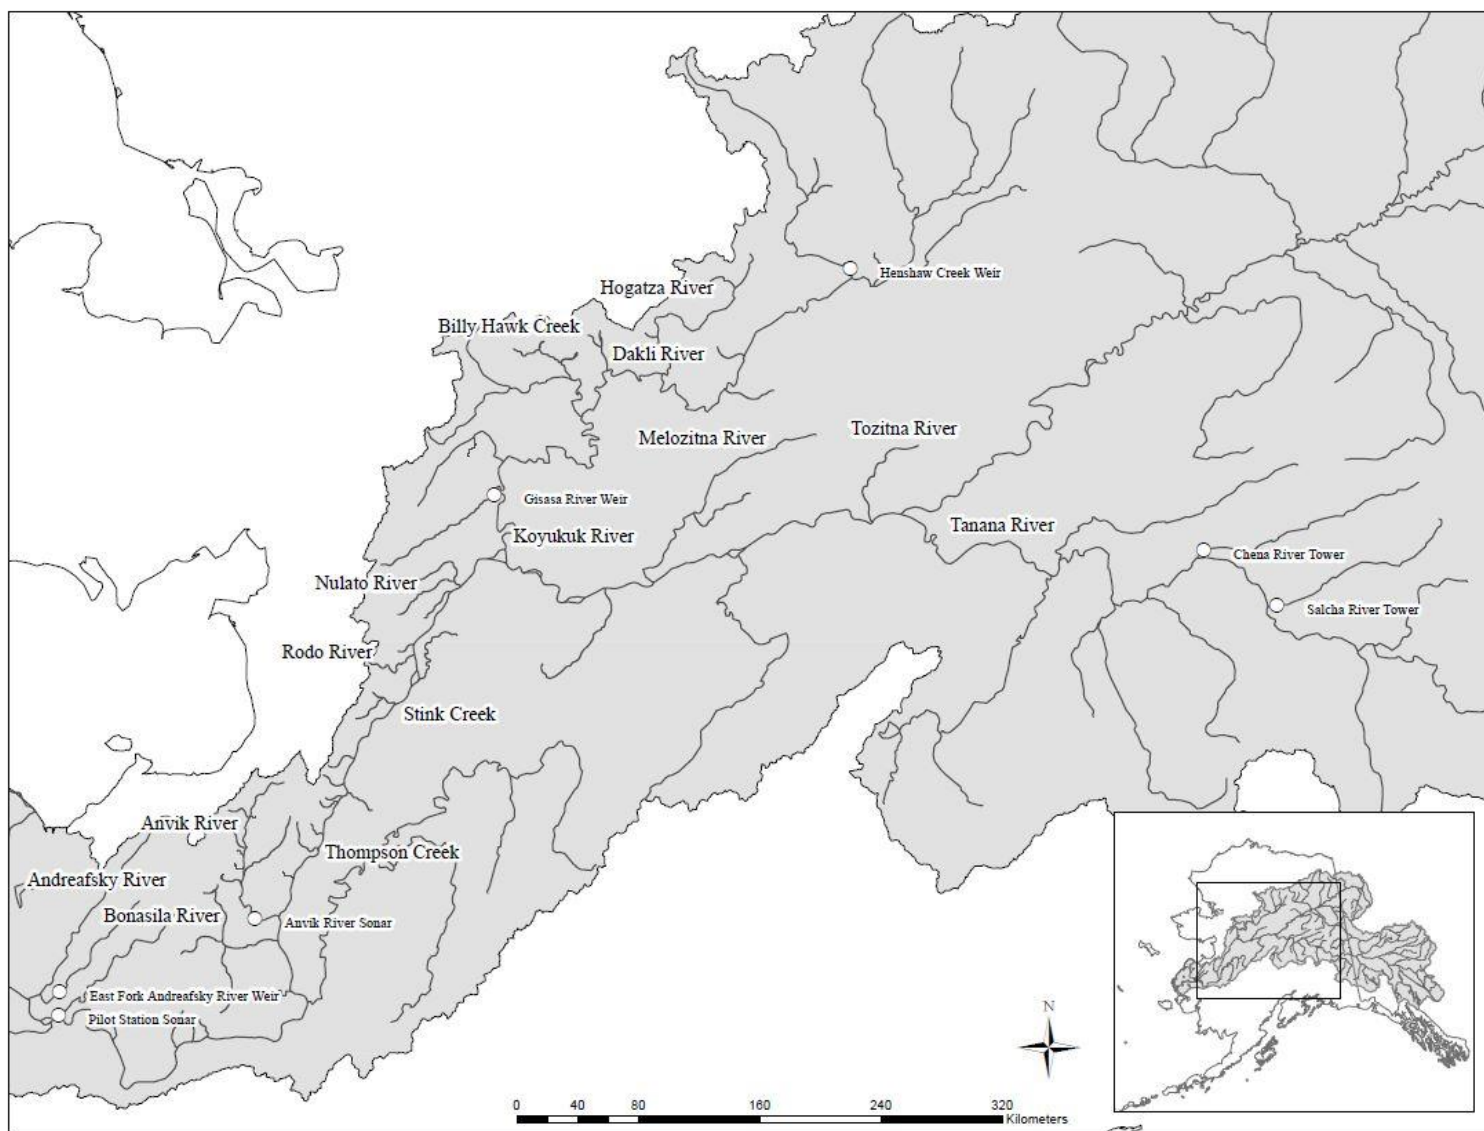 Henshaw Creek Weir
Hogatza River
Billy Hawk Creek
Dakli River
Melozitna River
Tozitna River
Gisasa River Weir
Koyukuk River
Tanana River
Chena River Tower
Nulato River
Salcha River Tower
Rodo River
Stink Creek
Anvik River
Thompson Creek
Andreafsky River
Bonasila River
Anvik River Sonar
East Fork Andreafsky River Weir
Pilot Station Sonar
N
0 40 80 160 240 320
Kilometers